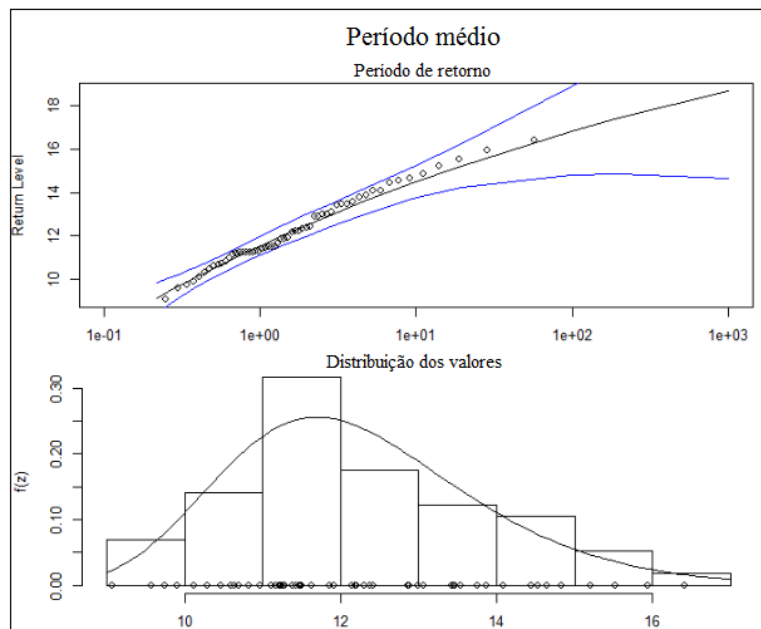 Período médio
Periodo de retorno
Return Level
18
16
14
12
10
1e-01 1e+00 1e+01 1e+02 1e+03
Distribuição dos valores
f(z)
0.30
0.20
0.10
0.00
10 12 14 16